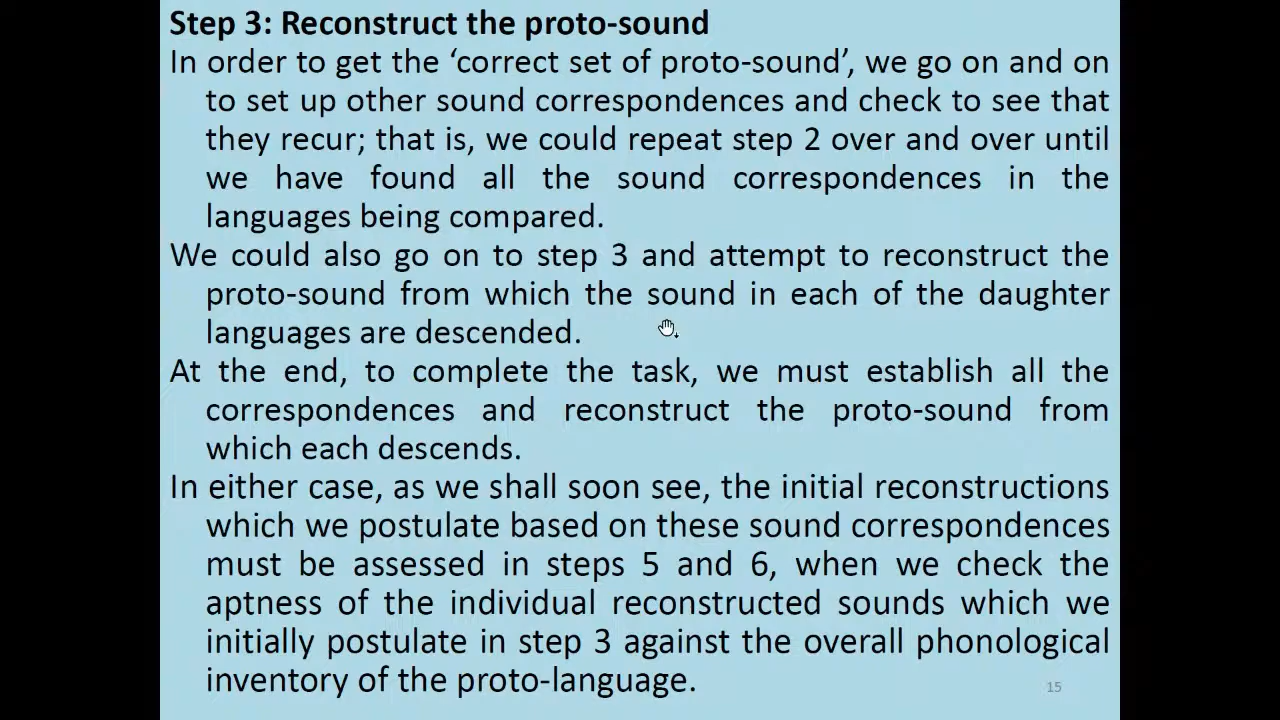 Step 3: Reconstruct the proto-sound
In order to get the ‘correct set of proto-sound’, we go on and on
to set up other sound correspondences and check to see that
they recur; that is, we could repeat step 2 over and over until
we have found all the sound correspondences in the
languages being compared.
We could also go on to step 3 and attempt to reconstruct the
proto-sound from which the sound in each of the daughter
languages are descended.
At the end, to complete the task, we must establish all the
correspondences and reconstruct the proto-sound from
which each descends.
In either case, as we shall soon see, the initial reconstructions
which we postulate based on these sound correspondences
must be assessed in steps 5 and 6, when we check the
aptness of the individual reconstructed sounds which we
initially postulate in step 3 against the overall phonological
inventory of the proto-language.
15